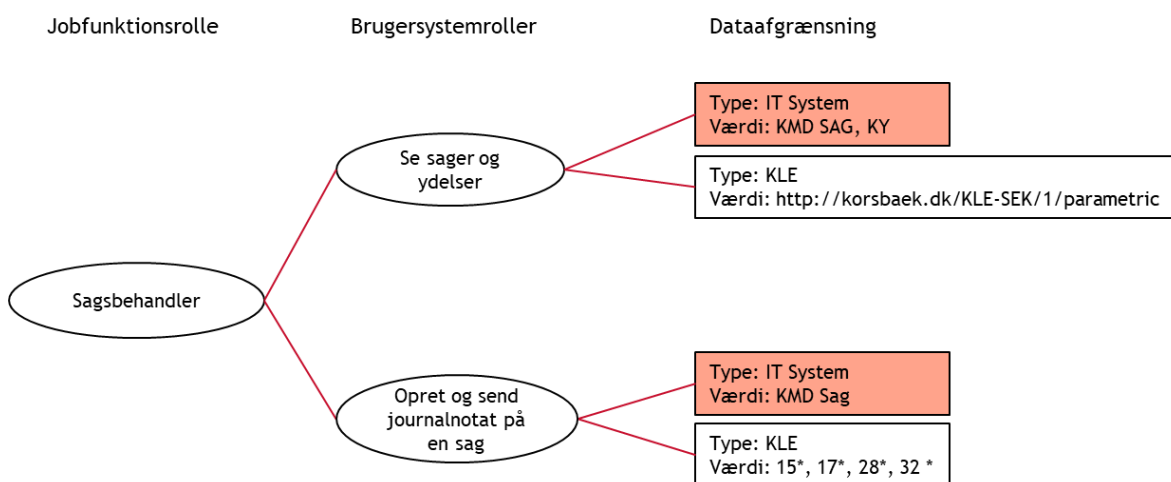 Jobfunktionsrolle
Brugersystemroller
Dataafgrænsning
Type: IT System
Værdi: KMD SAG, KY
Se sager og
ydelser
Type: KLE
Værdi: http://korsbaek.dk/KLE-SEK/1/parametric
Sagsbehandler
Type: IT System
Værdi: KMD Sag
Opret og send
journalnotat på
en sag
Type: KLE
Værdi: 15*, 17*, 28*, 32 *